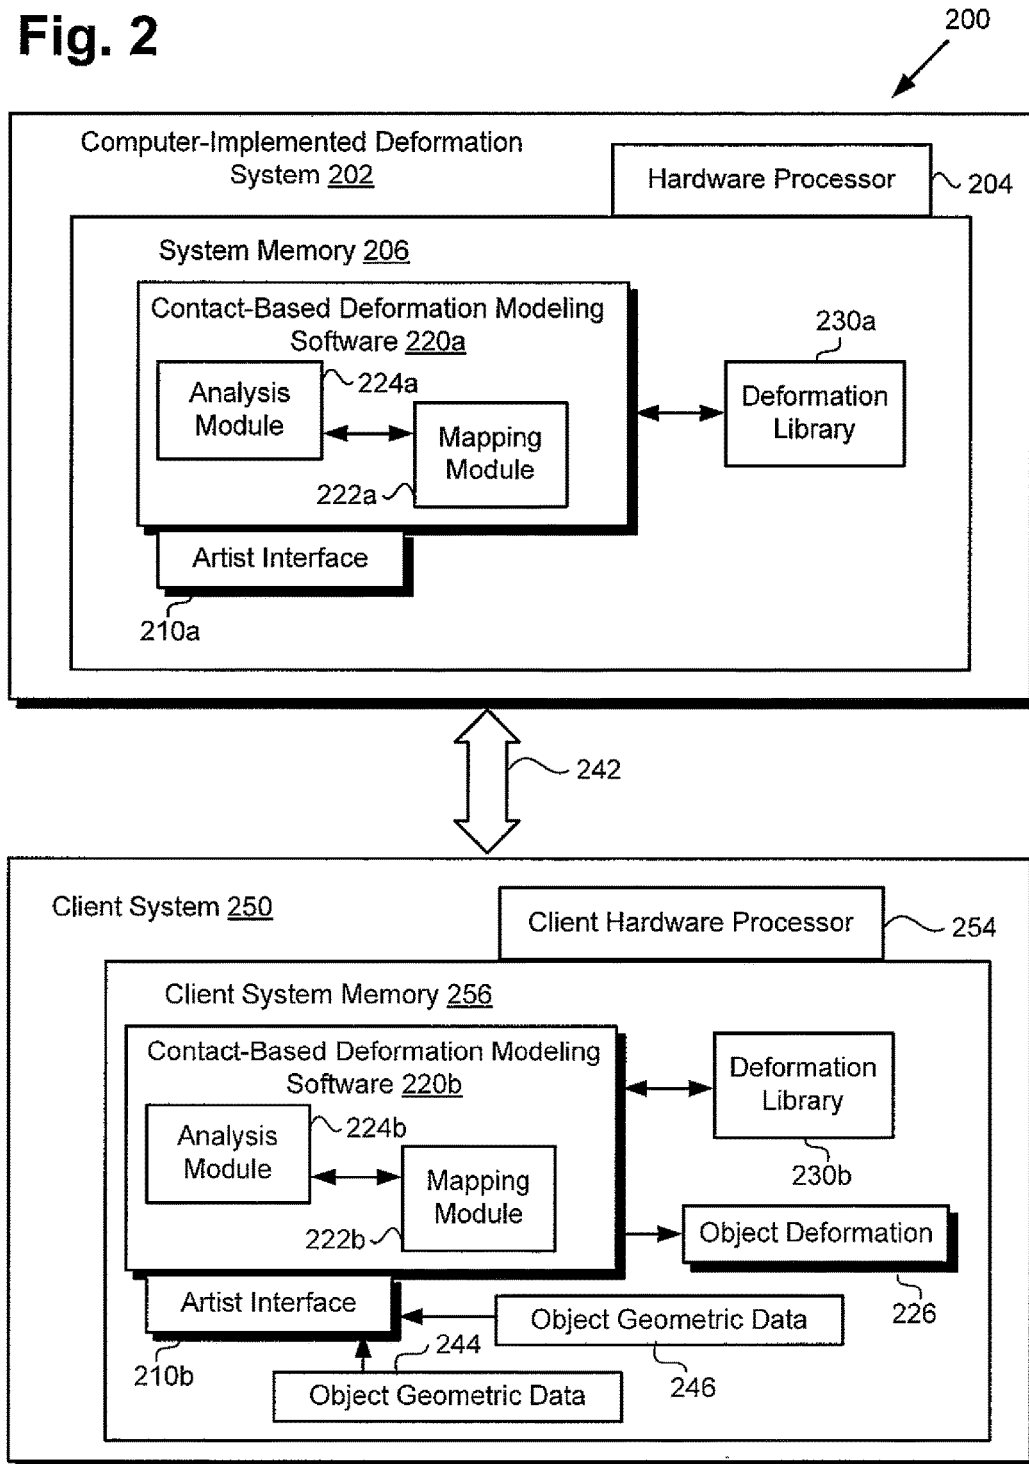 Fig. 2
200
Computer-Implemented Deformation
System 202
Hardware Processor
204
System Memory 206
Contact-Based Deformation Modeling
Software 220a
230a
Analysis
Module
224a
Deformation
Library
Mapping
Module
222a
Artist Interface
210a
242
Client System 250
Client Hardware Processor
254
Client System Memory 256
Contact-Based Deformation Modeling
Software 220b
Deformation
Library
Analysis
Module
224b
230b
Mapping
Module
222b
Object Deformation
226
Artist Interface
Object Geometric Data
210b
244
246
Object Geometric Data